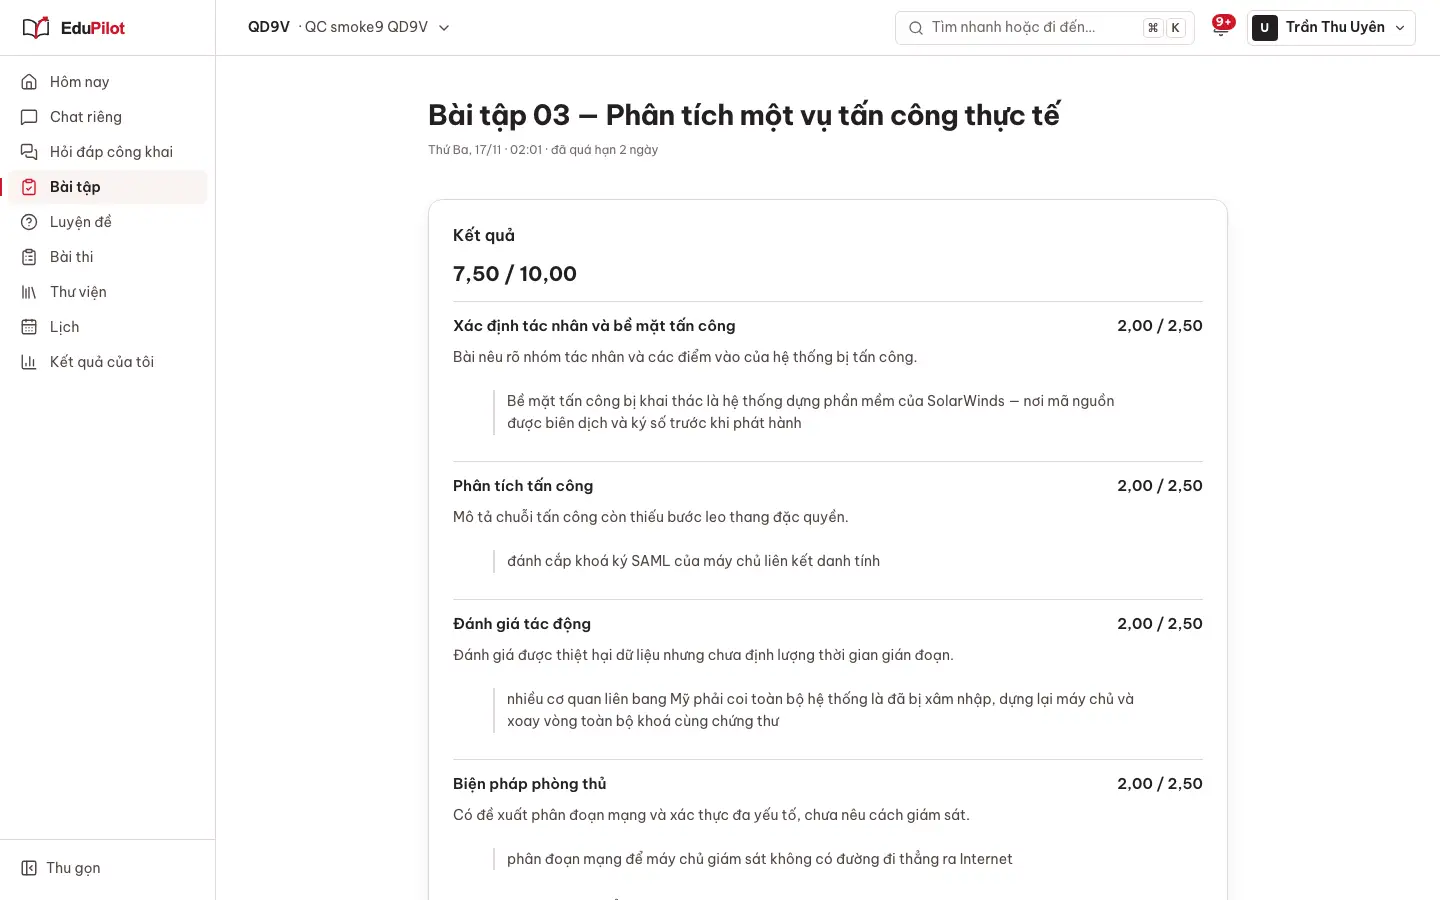 EduPilot
QD9V · QC smoke9 QD9V
Tìm nhanh hoặc đi đến...
⌘ K
9+
U Trần Thu Uyên
Hôm nay
Chat riêng
Hỏi đáp công khai
Bài tập
Luyện đề
Bài thi
Thư viện
Lịch
Kết quả của tôi
Thu gọn
Bài tập 03 — Phân tích một vụ tấn công thực tế
Thứ Ba, 17/11 · 02:01 · đã quá hạn 2 ngày
Kết quả
7,50 / 10,00
Xác định tác nhân và bề mặt tấn công 2,00 / 2,50
Bài nêu rõ nhóm tác nhân và các điểm vào của hệ thống bị tấn công.
Bề mặt tấn công bị khai thác là hệ thống dựng phần mềm của SolarWinds — nơi mã nguồn
được biên dịch và ký số trước khi phát hành
Phân tích tấn công 2,00 / 2,50
Mô tả chuỗi tấn công còn thiếu bước leo thang đặc quyền.
đánh cắp khoá ký SAML của máy chủ liên kết danh tính
Đánh giá tác động 2,00 / 2,50
Đánh giá được thiệt hại dữ liệu nhưng chưa định lượng thời gian gián đoạn.
nhiều cơ quan liên bang Mỹ phải coi toàn bộ hệ thống là đã bị xâm nhập, dựng lại máy chủ và
xoay vòng toàn bộ khoá cùng chứng thư
Biện pháp phòng thủ 2,00 / 2,50
Có đề xuất phân đoạn mạng và xác thực đa yếu tố, chưa nêu cách giám sát.
phân đoạn mạng để máy chủ giám sát không có đường đi thẳng ra Internet